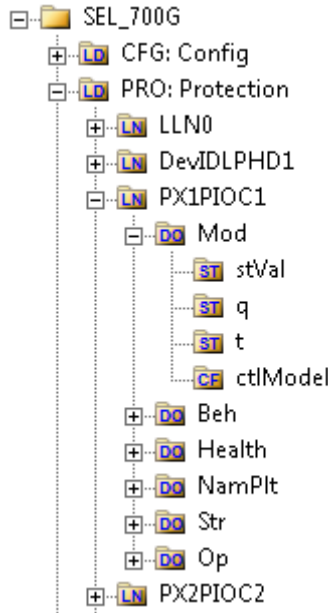 SEL_700G
LD CFG: Config
LD PRO: Protection
LN LLN0
LN DevIDLPHD1
LN PX1PIOC1
DO Mod
ST stVal
ST q
ST t
CF ctlModel
DO Beh
DO Health
DO NamPlt
DO Str
DO Op
LN PX2PIOC2